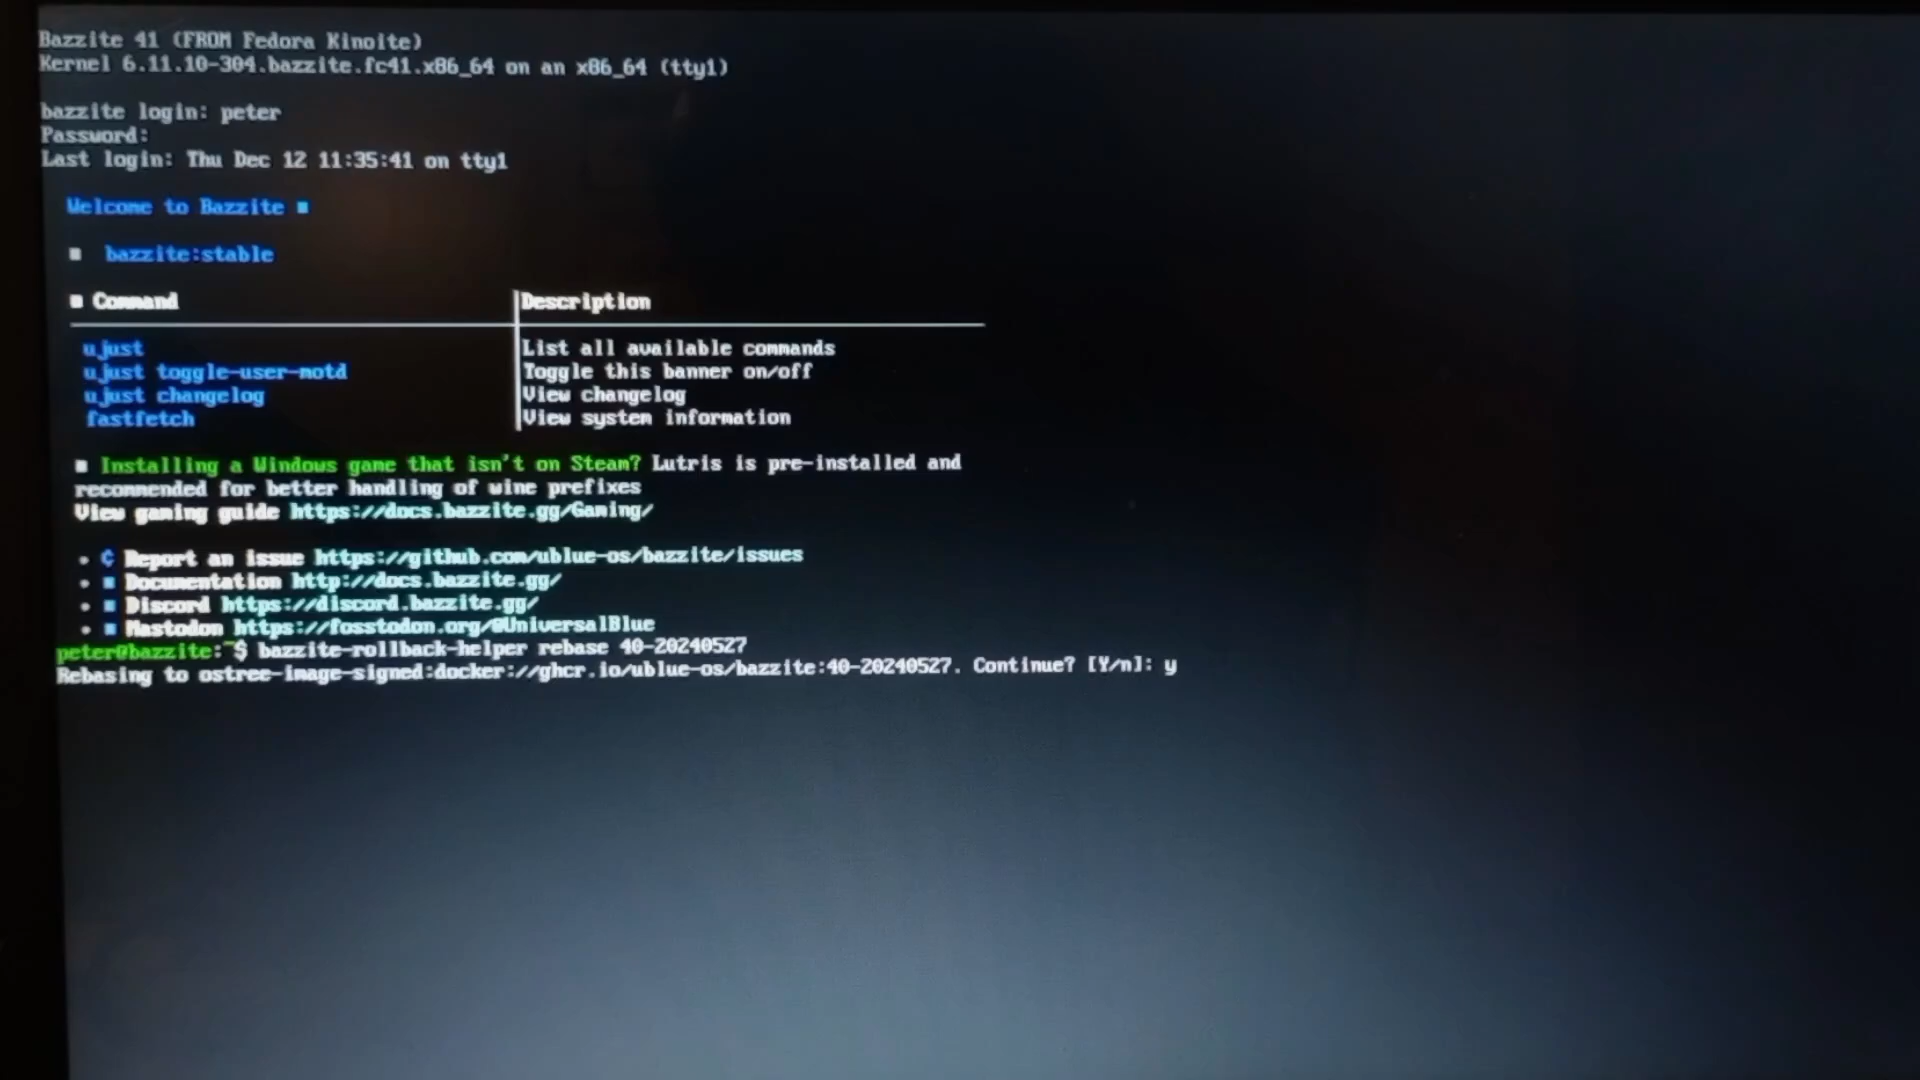 Bazzite 41 (FROM Fedora Kinoite)
Kernel 6.11.10-304.bazzite.fc41.x86_64 on an x86_64 (tty1)
bazzite login: peter
Password:
Last login: Thu Dec 12 11:35:41 on tty1
Welcome to Bazzite ■
■ bazzite:stable
■ Command │Description
ujust │List all available commands
ujust toggle-user-motd │Toggle this banner on/off
ujust changelog │View changelog
fastfetch │View system information
■ Installing a Windows game that isn't on Steam? Lutris is pre-installed and
recommended for better handling of wine prefixes
View gaming guide https://docs.bazzite.gg/Gaming/
• ¢ Report an issue https://github.com/ublue-os/bazzite/issues
• ■ Documentation http://docs.bazzite.gg/
• ■ Discord https://discord.bazzite.gg/
• ■ Mastodon https://fosstodon.org/@UniversalBlue
peter@bazzite:~$ bazzite-rollback-helper rebase 40-20240527
Rebasing to ostree-image-signed:docker://ghcr.io/ublue-os/bazzite:40-20240527. Continue? [Y/n]: y